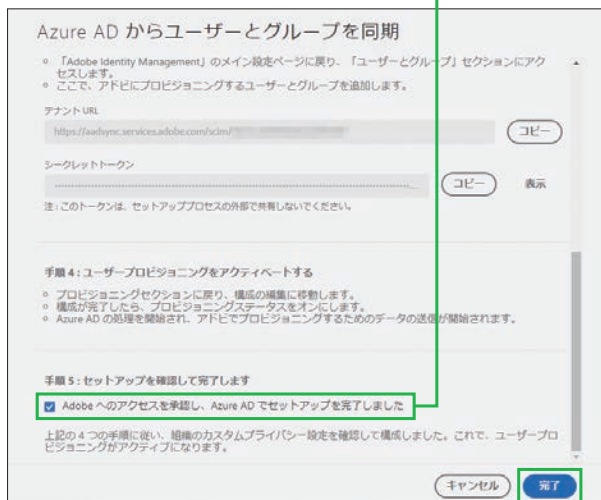 Azure AD からユーザーとグループを同期
「Adobe Identity Management」のメイン設定ページに戻り、「ユーザーとグループ」セクションにアク
セスします。
ここで、アドビにプロビジョニングするユーザーとグループを追加します。
テナント URL
https://aadsync.services.adobe.com/scim/
コピー
シークレットトークン
コピー
表示
注:このトークンは、セットアッププロセスの外部で共有しないでください。
手順 4:ユーザープロビジョニングをアクティベートする
プロビジョニングセクションに戻り、構成の編集に移動します。
構成が完了したら、プロビジョニングステータスをオンにします。
Azure AD の処理を開始され、アドビでプロビジョニングするためのデータの送信が開始されます。
手順 5:セットアップを確認して完了します
Adobe へのアクセスを承認し、Azure AD でセットアップを完了しました
上記の 4 つの手順に従い、組織のカスタムプライバシー設定を確認して構成しました。これで、ユーザープロ
ビジョニングがアクティブになります。
キャンセル
完了